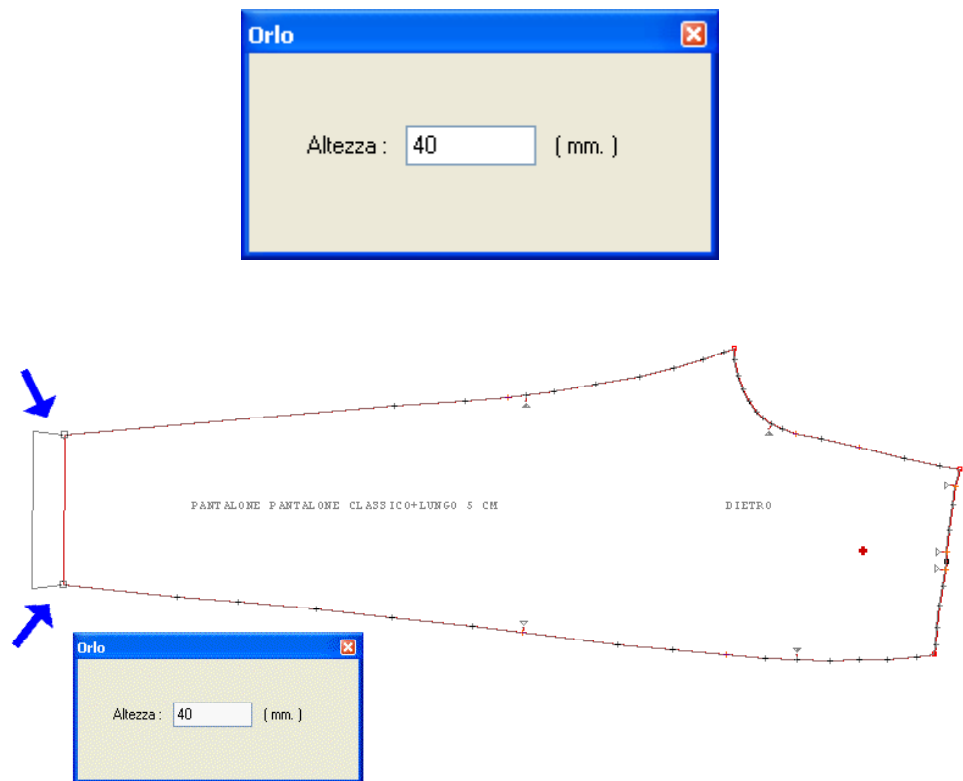 Orlo
Altezza : 40 ( mm. )
PANTALONE PANTALONE CLASSICO+LUNGO 5 CM DIETRO
Orlo
Altezza : 40 ( mm. )